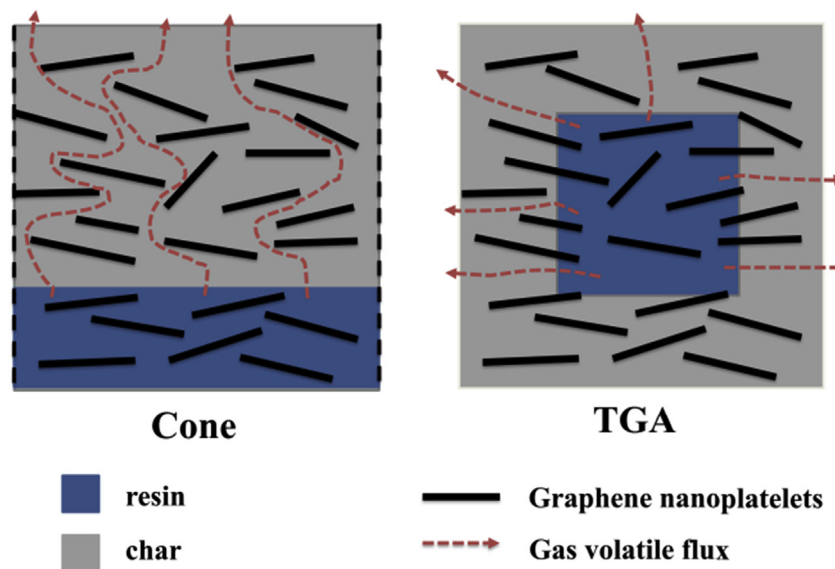 Cone
TGA
resin
Graphene nanoplatelets
char
Gas volatile flux